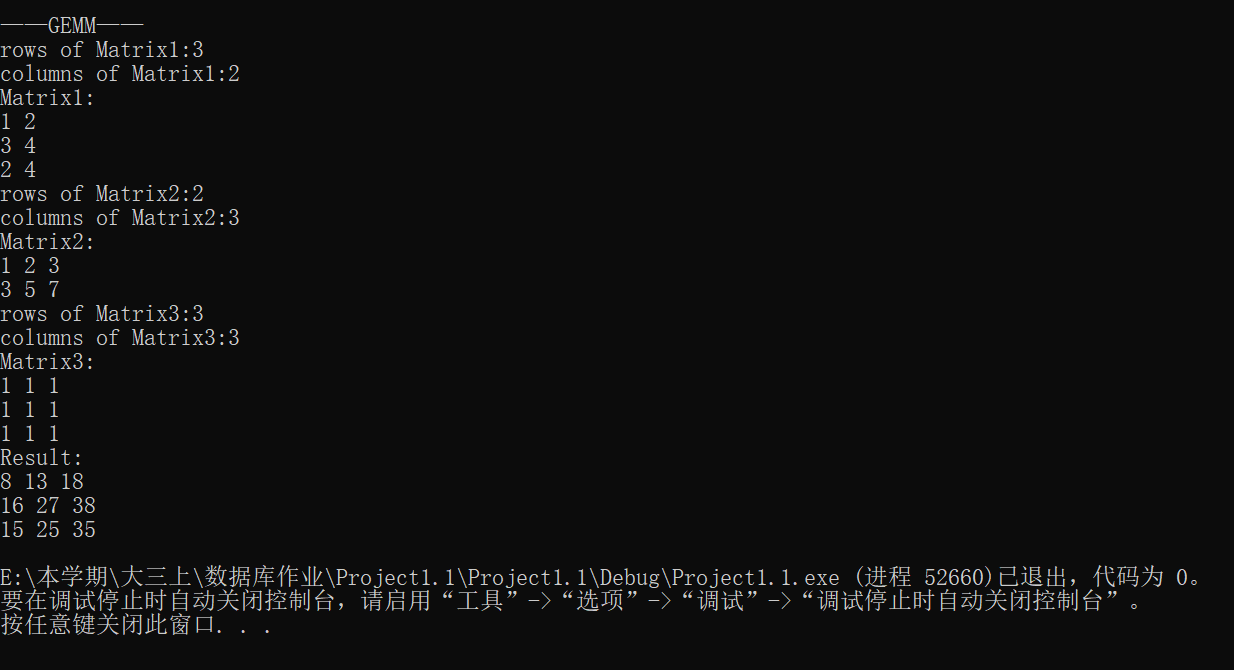 ————GEMM————
rows of Matrix1:3
columns of Matrix1:2
Matrix1:
1 2
3 4
2 4
rows of Matrix2:2
columns of Matrix2:3
Matrix2:
1 2 3
3 5 7
rows of Matrix3:3
columns of Matrix3:3
Matrix3:
1 1 1
1 1 1
1 1 1
Result:
8 13 18
16 27 38
15 25 35
E:\本学期\大三上\数据库作业\Project1.1\Project1.1\Debug\Project1.1.exe (进程 52660)已退出，代码为 0。
要在调试停止时自动关闭控制台，请启用“工具”->“选项”->“调试”->“调试停止时自动关闭控制台”。
按任意键关闭此窗口. . .